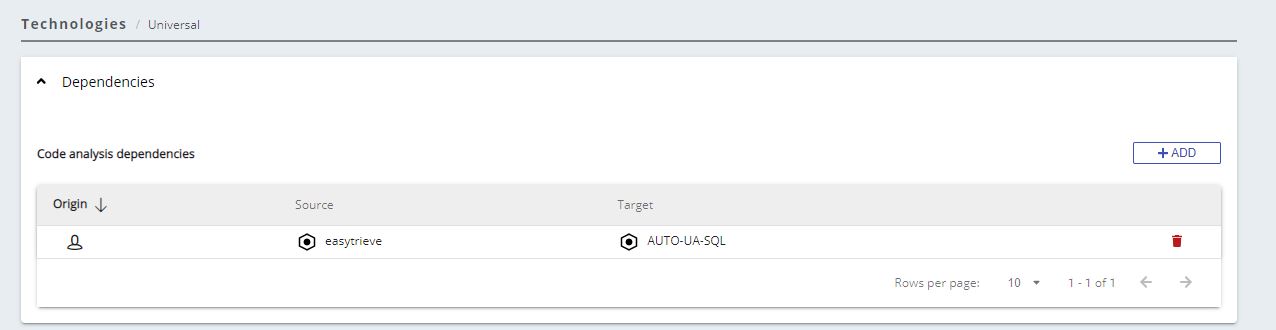 Technologies / Universal
Dependencies
Code analysis dependencies
+ ADD
Origin Source Target
easytrieve AUTO-UA-SQL
Rows per page: 10 1 - 1 of 1